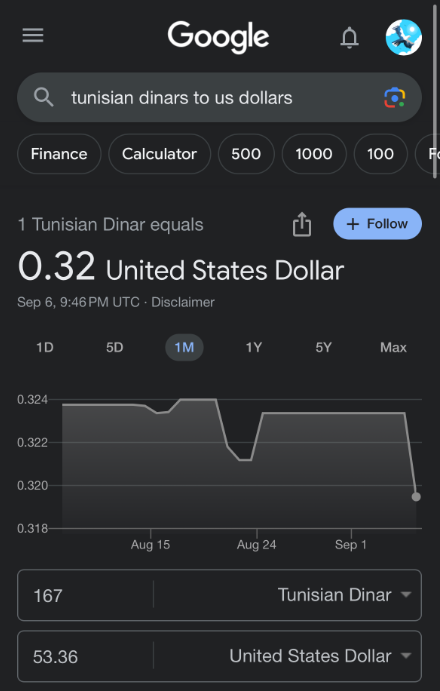 Google
tunisian dinars to us dollars
Finance Calculator 500 1000 100
1 Tunisian Dinar equals
+ Follow
0.32 United States Dollar
Sep 6, 9:46 PM UTC · Disclaimer
1D 5D 1M 1Y 5Y Max
0.324
0.322
0.320
0.318
Aug 15 Aug 24 Sep 1
167 Tunisian Dinar
53.36 United States Dollar